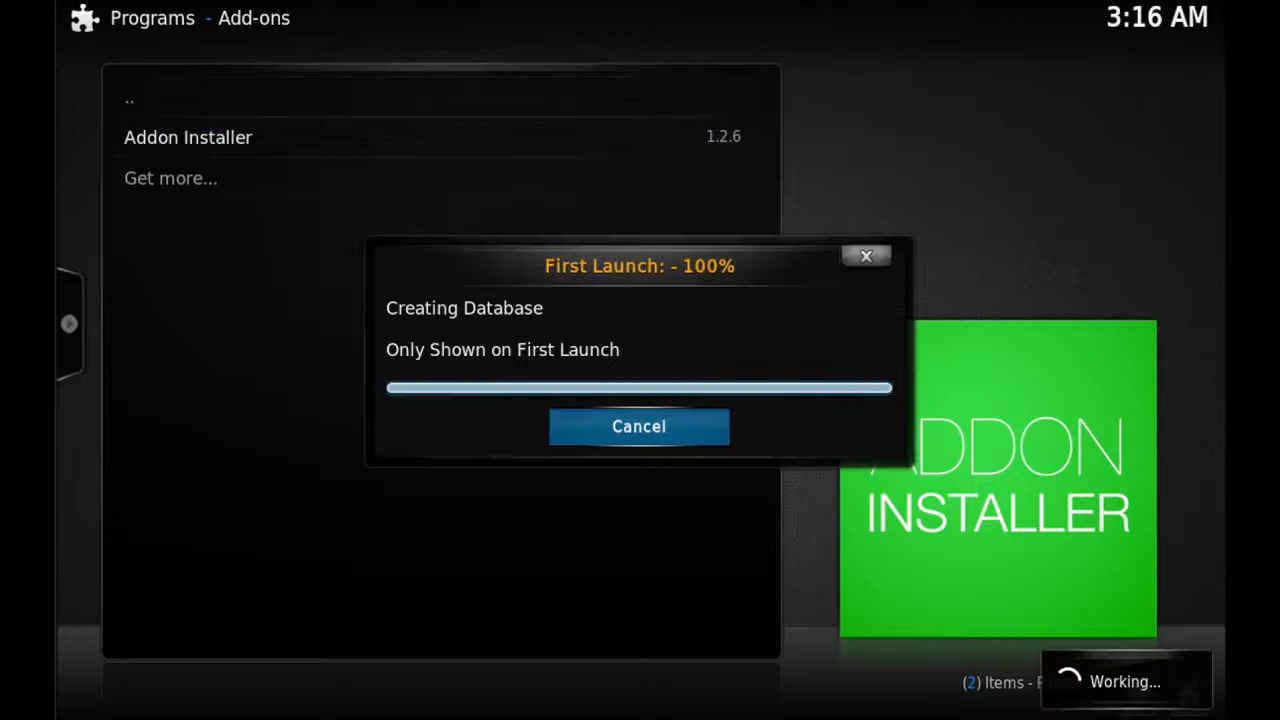 Programs - Add-ons
3:16 AM
..
Addon Installer 1.2.6
Get more...
First Launch: - 100%
X
Creating Database
Only Shown on First Launch
Cancel
ADDON
INSTALLER
(2) Items -
Working...